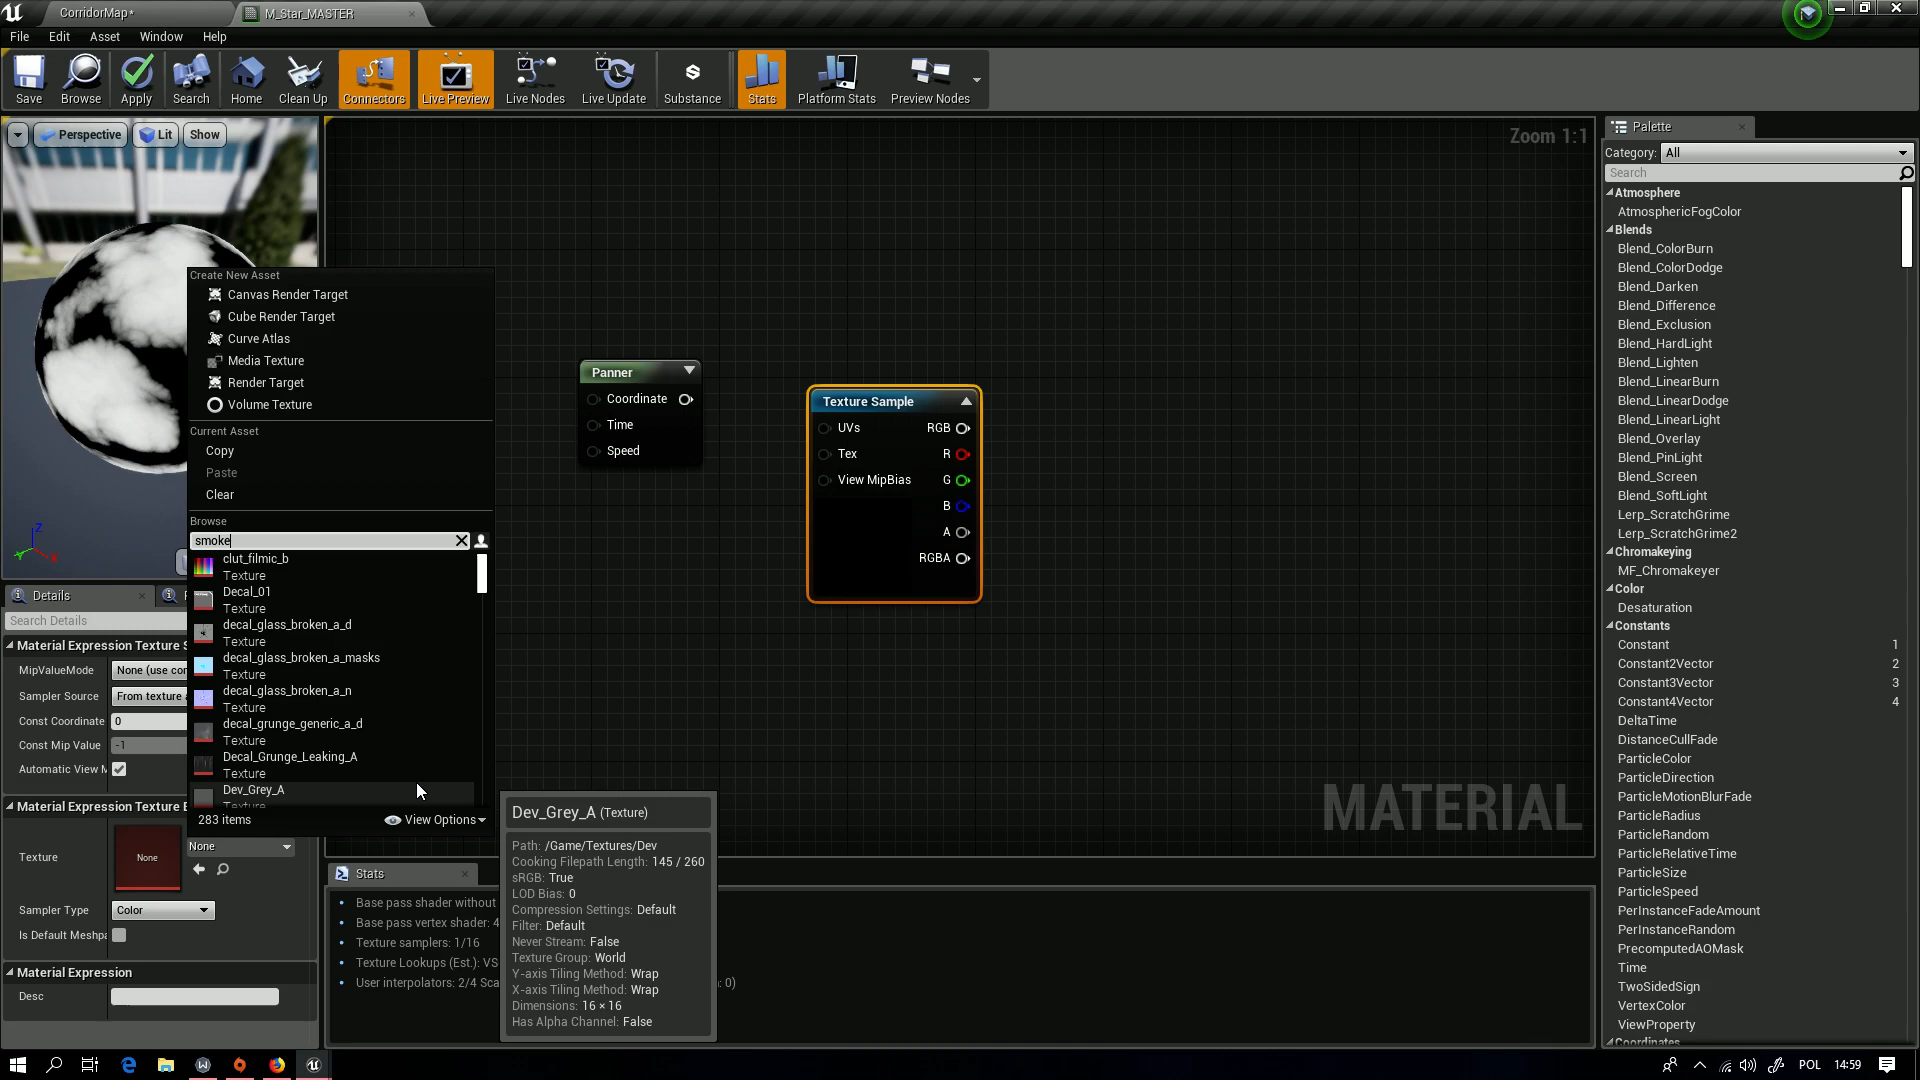 CorridorMap*
M_Star_MASTER
File Edit Asset Window Help
Save Browse Apply Search Home Clean Up Connectors Live Preview Live Nodes Live Update Substance Stats Platform Stats Preview Nodes
Perspective Lit Show
Zoom 1:1
Create New Asset
Canvas Render Target
Cube Render Target
Curve Atlas
Media Texture
Render Target
Volume Texture
Current Asset
Copy
Paste
Clear
Browse
smoke
clut_filmic_b
Texture
Decal_01
Texture
decal_glass_broken_a_d
Texture
decal_glass_broken_a_masks
Texture
decal_glass_broken_a_n
Texture
decal_grunge_generic_a_d
Texture
Decal_Grunge_Leaking_A
Texture
Dev_Grey_A
Texture
283 items View Options
Z
Y
X
Details
Search Details
Material Expression Texture S
MipValueMode None (use con
Sampler Source From texture a
Const Coordinate 0
Const Mip Value -1
Automatic View M
Material Expression Texture B
Texture None None
Sampler Type Color
Is Default Meshpa
Material Expression
Desc
Panner
Coordinate
Time
Speed
Texture Sample
UVs RGB
Tex R
View MipBias G
B
A
RGBA
MATERIAL
Stats
Base pass shader without
Base pass vertex shader: 4
Texture samplers: 1/16
Texture Lookups (Est.): VS
User interpolators: 2/4 Sca : 0)
Dev_Grey_A (Texture)
Path: /Game/Textures/Dev
Cooking Filepath Length: 145 / 260
sRGB: True
LOD Bias: 0
Compression Settings: Default
Filter: Default
Never Stream: False
Texture Group: World
Y-axis Tiling Method: Wrap
X-axis Tiling Method: Wrap
Dimensions: 16 × 16
Has Alpha Channel: False
Palette
Category: All
Search
Atmosphere
AtmosphericFogColor
Blends
Blend_ColorBurn
Blend_ColorDodge
Blend_Darken
Blend_Difference
Blend_Exclusion
Blend_HardLight
Blend_Lighten
Blend_LinearBurn
Blend_LinearDodge
Blend_LinearLight
Blend_Overlay
Blend_PinLight
Blend_Screen
Blend_SoftLight
Lerp_ScratchGrime
Lerp_ScratchGrime2
Chromakeying
MF_Chromakeyer
Color
Desaturation
Constants
Constant 1
Constant2Vector 2
Constant3Vector 3
Constant4Vector 4
DeltaTime
DistanceCullFade
ParticleColor
ParticleDirection
ParticleMotionBlurFade
ParticleRadius
ParticleRandom
ParticleRelativeTime
ParticleSize
ParticleSpeed
PerInstanceFadeAmount
PerInstanceRandom
PrecomputedAOMask
Time
TwoSidedSign
VertexColor
ViewProperty
Coordinates
POL 14:59